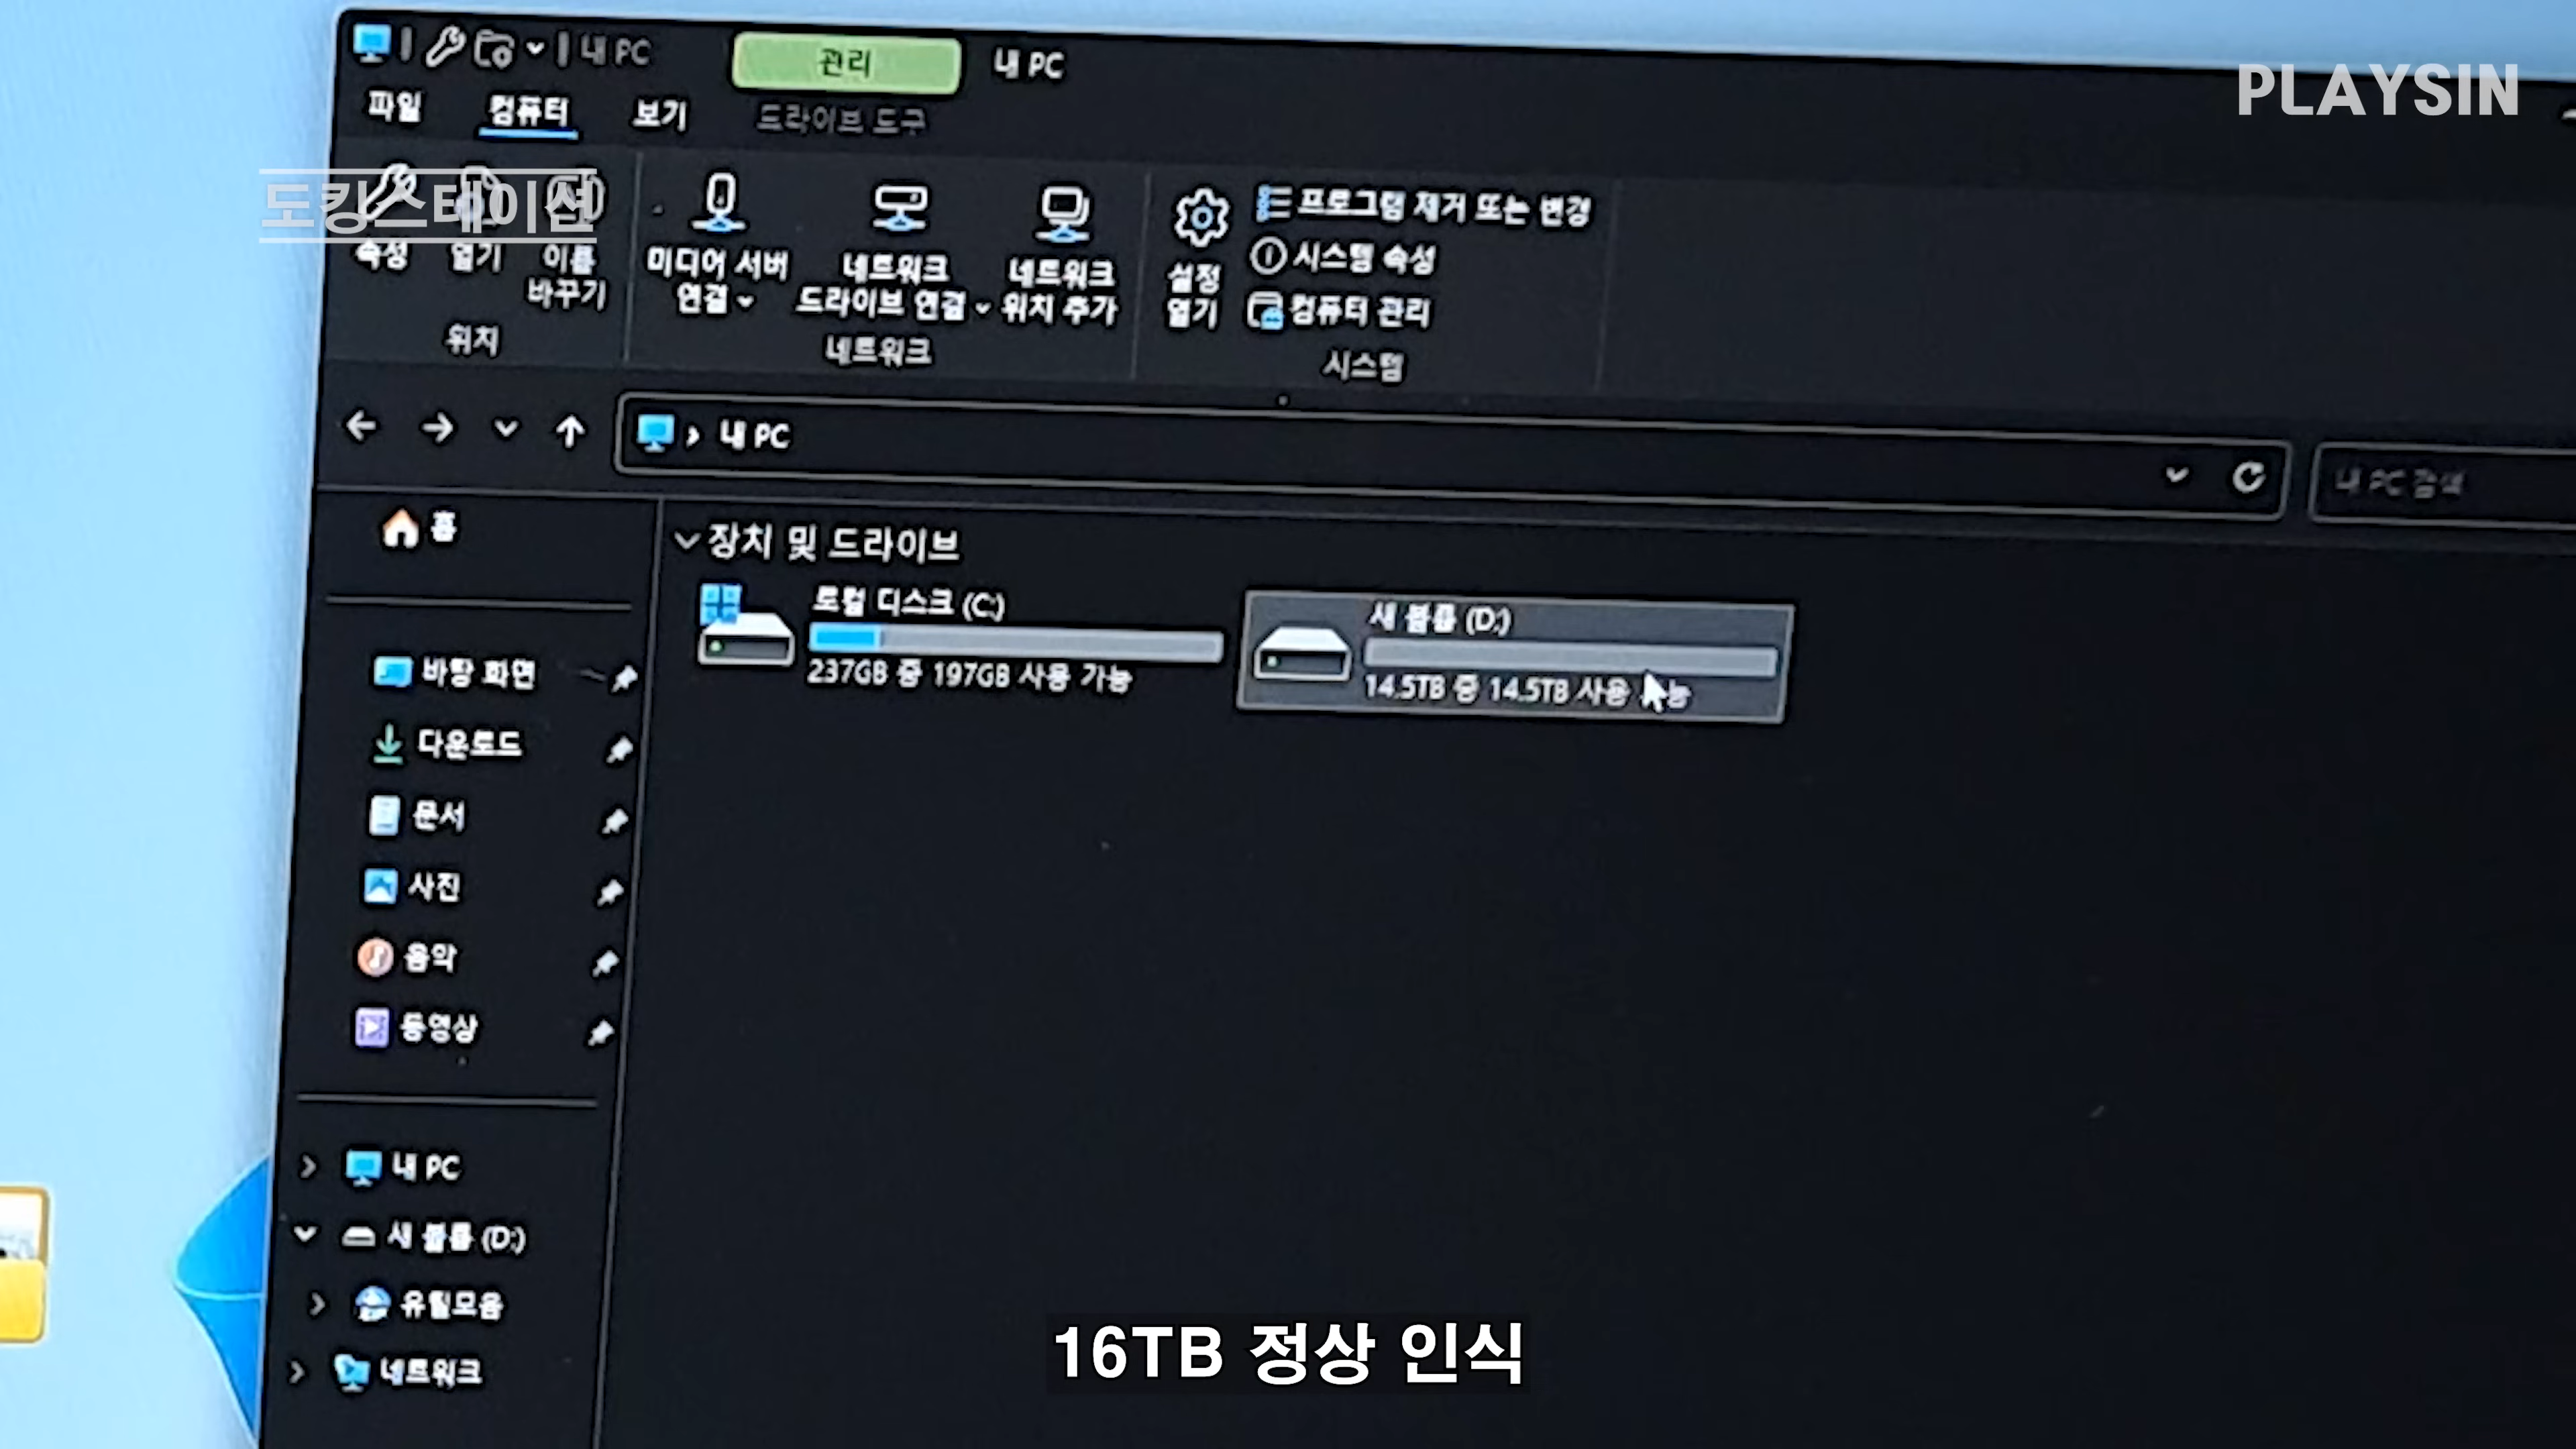 내 PC
관리
내 PC
PLAYSIN
파일
컴퓨터
보기
드라이브 도구
도킹스테이션
속성
열기
이름
바꾸기
위치
미디어 서버
연결
네트워크
드라이브 연결
네트워크
위치 추가
네트워크
설정
열기
프로그램 제거 또는 변경
시스템 속성
컴퓨터 관리
시스템
내 PC
내 PC 검색
홈
바탕 화면
다운로드
문서
사진
음악
동영상
내 PC
새 볼륨 (D:)
유틸모음
네트워크
장치 및 드라이브
로컬 디스크 (C:)
237GB 중 197GB 사용 가능
새 볼륨 (D:)
14.5TB 중 14.5TB 사용 가능
16TB 정상 인식